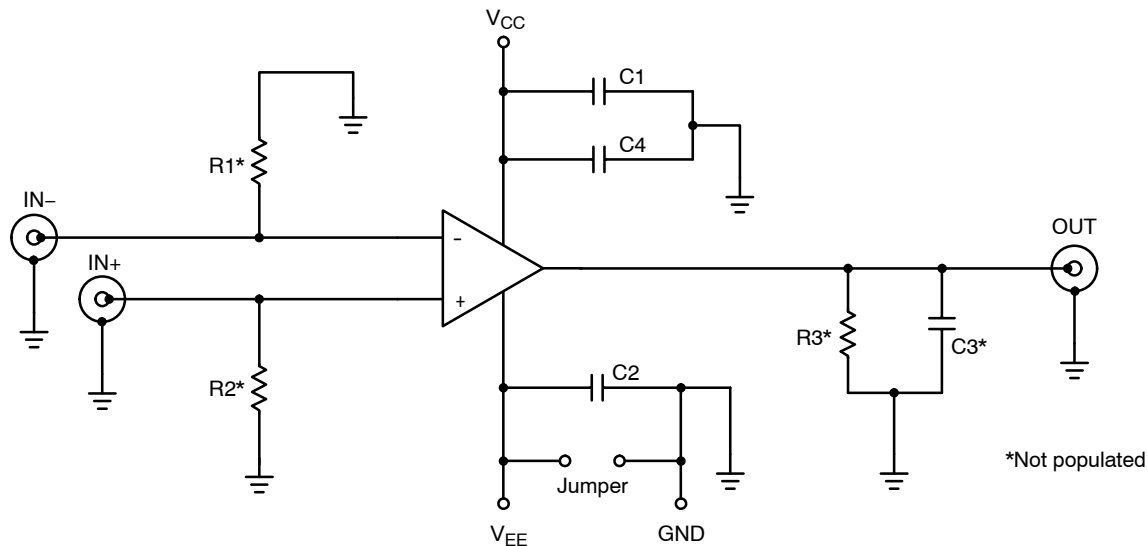 VCC
C1
C4
R1*
IN−
IN+
−
+
OUT
R2*
C2
R3*
C3*
Jumper
*Not populated
VEE
GND